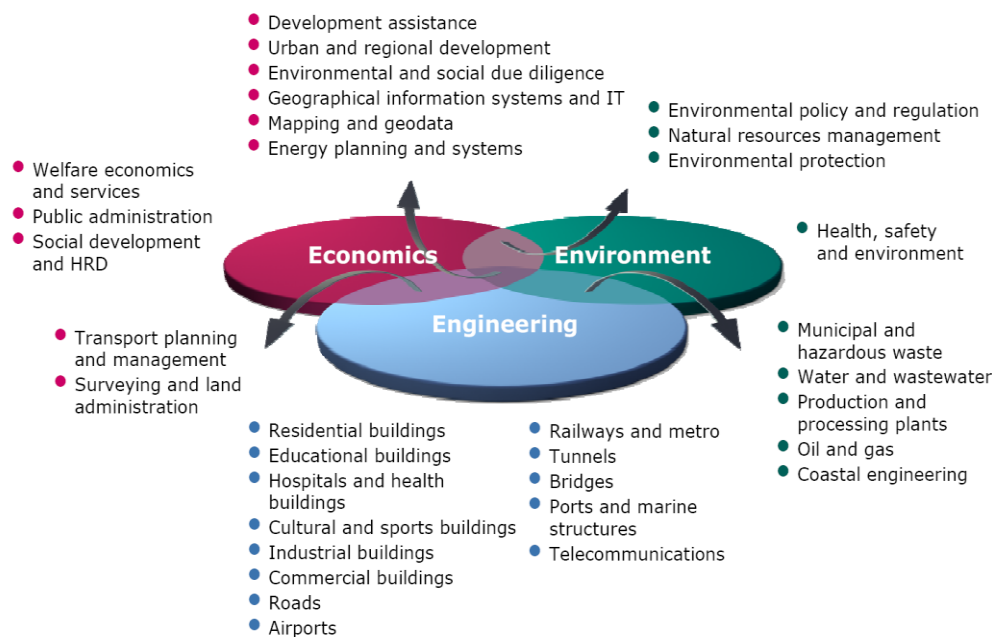 Development assistance
Urban and regional development
Environmental and social due diligence
Geographical information systems and IT
Mapping and geodata
Energy planning and systems
Environmental policy and regulation
Natural resources management
Environmental protection
Welfare economics
and services
Public administration
Social development
and HRD
Health, safety
and environment
Economics
Environment
Engineering
Transport planning
and management
Surveying and land
administration
Municipal and
hazardous waste
Water and wastewater
Production and
processing plants
Oil and gas
Coastal engineering
Residential buildings
Educational buildings
Hospitals and health
buildings
Cultural and sports buildings
Industrial buildings
Commercial buildings
Roads
Airports
Railways and metro
Tunnels
Bridges
Ports and marine
structures
Telecommunications